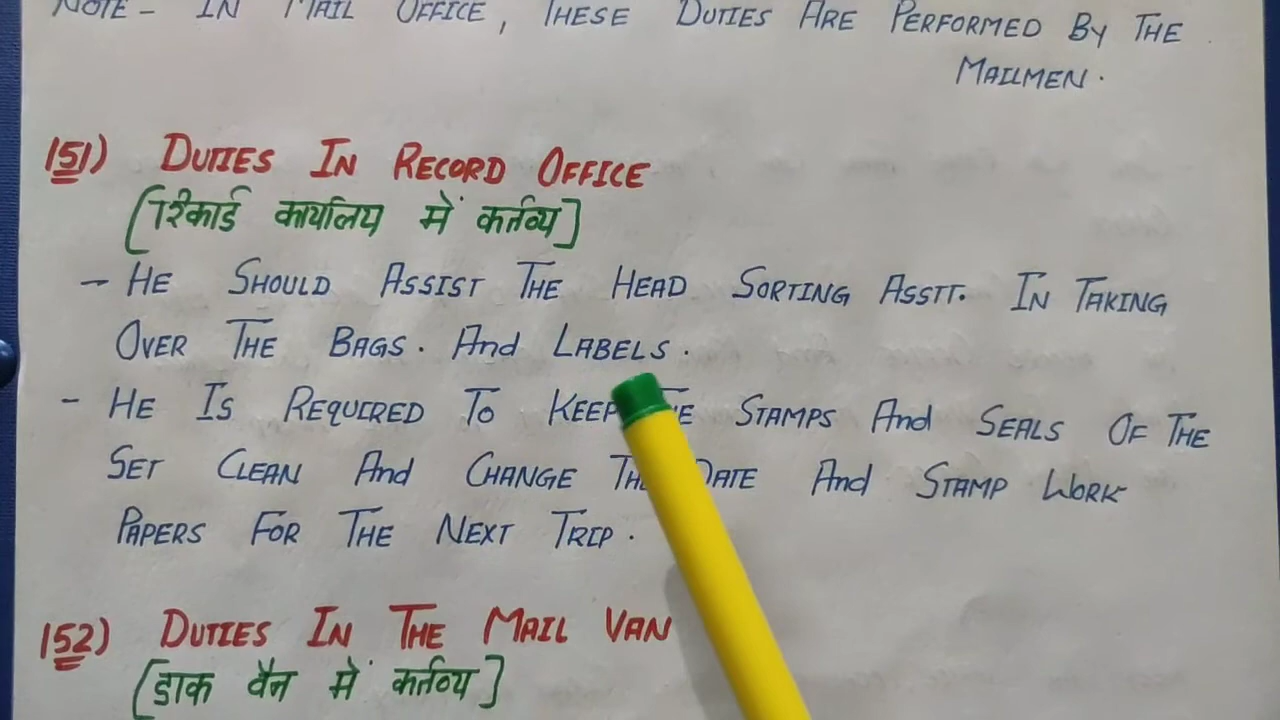 NOTE - IN MAIL OFFICE, THESE DUTIES ARE PERFORMED BY THE
MAILMEN.
151) DUTIES IN RECORD OFFICE
[रिकार्ड कार्यालय में कर्तव्य]
- HE SHOULD ASSIST THE HEAD SORTING ASSTT. IN TAKING
OVER THE BAGS. And LABELS.
- HE IS REQUIRED TO KEEP THE STAMPS And SEALS OF THE
SET CLEAN And CHANGE THE DATE And STAMP WORK
PAPERS FOR THE NEXT TRIP.
152) DUTIES IN THE MAIL VAN
[डाक वैन में कर्तव्य]